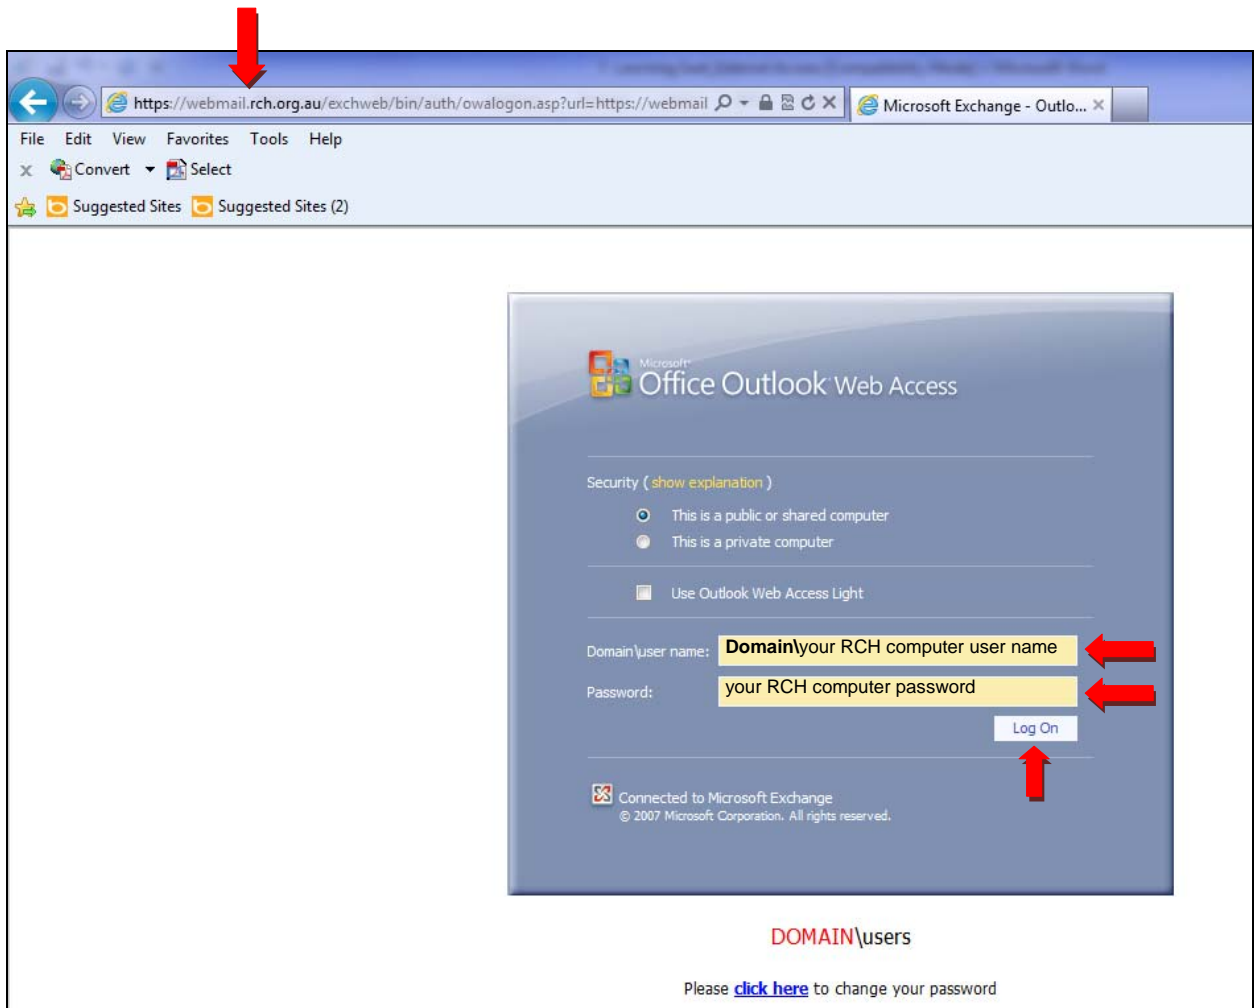 https://webmail.rch.org.au/exchweb/bin/auth/owalogon.asp?url=https://webmail
Microsoft Exchange - Outlo...
File Edit View Favorites Tools Help
x Convert Select
Suggested Sites Suggested Sites (2)
Microsoft
Office Outlook Web Access
Security ( show explanation )
This is a public or shared computer
This is a private computer
Use Outlook Web Access Light
Domain\user name: Domain\your RCH computer user name
Password: your RCH computer password
Log On
Connected to Microsoft Exchange
© 2007 Microsoft Corporation. All rights reserved.
DOMAIN\users
Please click here to change your password